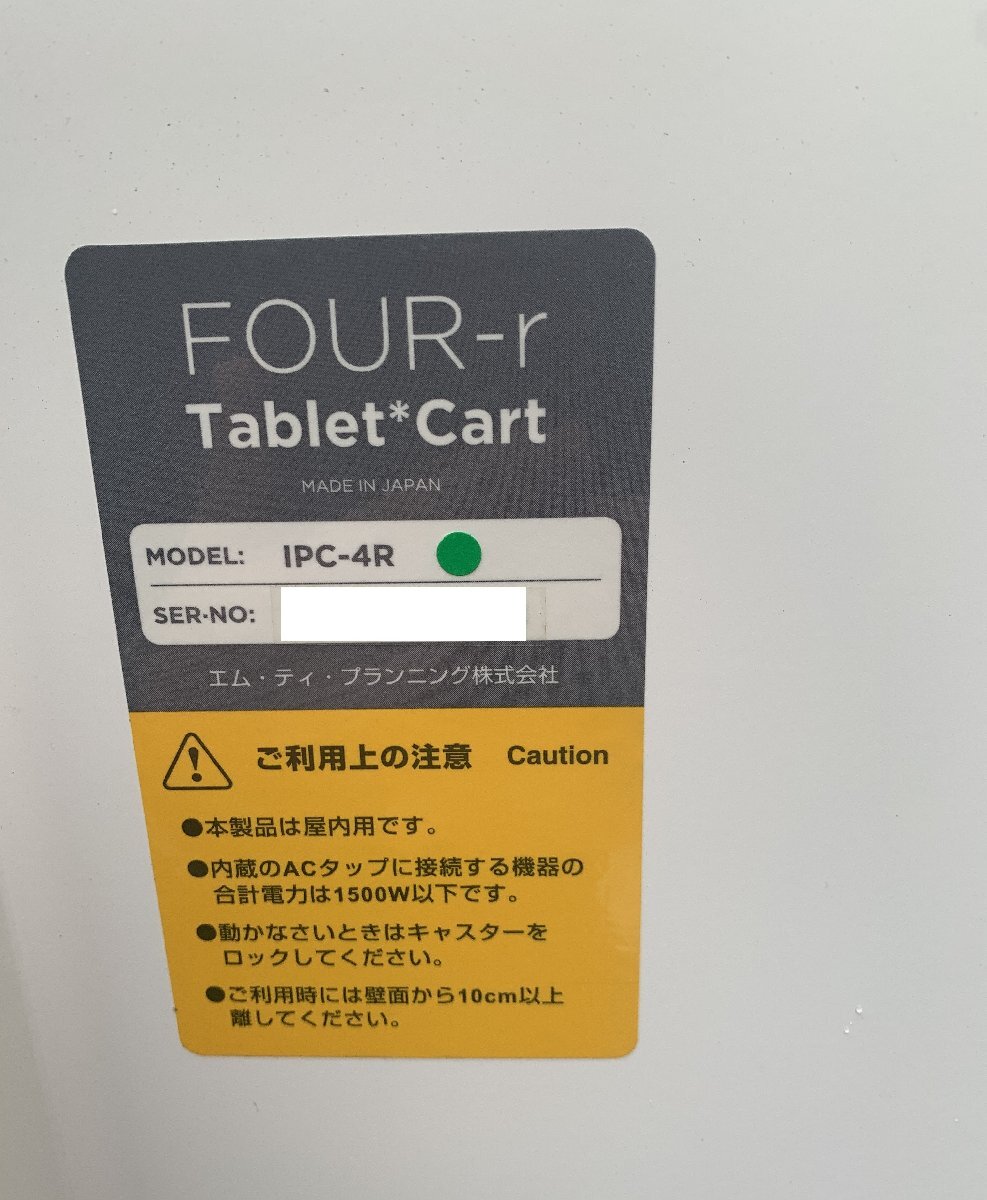 FOUR-r
Tablet*Cart
MADE IN JAPAN
MODEL: IPC-4R
SER-NO:
エム・ティ・プランニング株式会社
ご利用上の注意 Caution
●本製品は屋内用です。
●内蔵のACタップに接続する機器の
合計電力は1500W以下です。
●動かなさいときはキャスターを
ロックしてください。
●ご利用時には壁面から10cm以上
離してください。